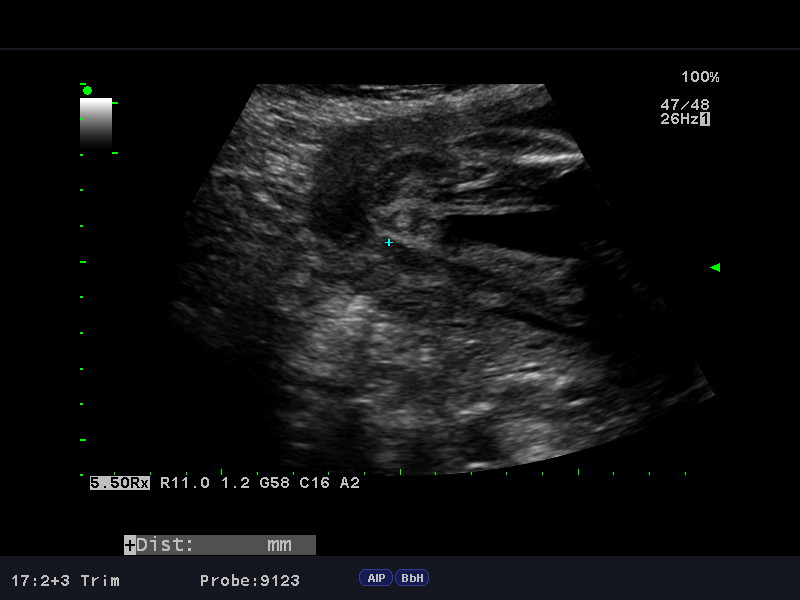 100%
47/48
26Hz1
5.50Rx R11.0 1.2 G58 C16 A2
+Dist: mm
17:2+3 Trim Probe:9123 AIP BbH